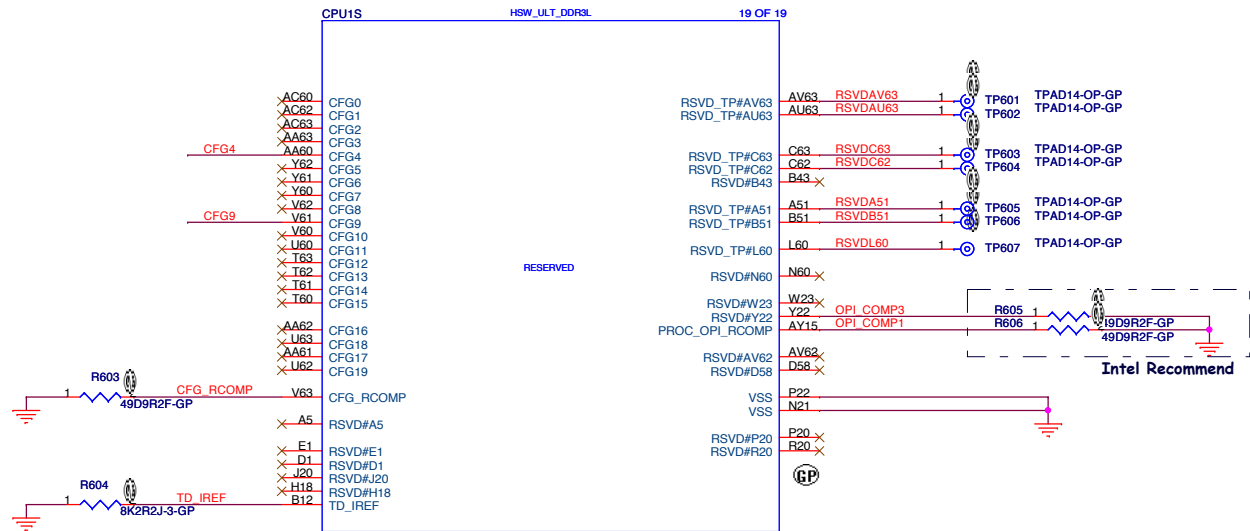 CPU1S HSW_ULT_DDR3L 19 OF 19
AC60 CFG0
AC62 CFG1
AC63 CFG2
AA63 CFG3
CFG4 AA60 CFG4
Y62 CFG5
Y61 CFG6
Y60 CFG7
V62 CFG8
CFG9 V61 CFG9
V60 CFG10
U60 CFG11
T63 CFG12
T62 CFG13
T61 CFG14
T60 CFG15
AA62 CFG16
U63 CFG18
AA61 CFG17
U62 CFG19
R603
1 CFG_RCOMP V63 CFG_RCOMP
49D9R2F-GP
A5 RSVD#A5
E1 RSVD#E1
D1 RSVD#D1
J20 RSVD#J20
H18 RSVD#H18
R604
1 TD_IREF B12 TD_IREF
8K2R2J-3-GP
RESERVED
RSVD_TP#AV63 AV63 RSVDAV63 1 TP601 TPAD14-OP-GP
RSVD_TP#AU63 AU63 RSVDAU63 1 TP602 TPAD14-OP-GP
RSVD_TP#C63 C63 RSVDC63 1 TP603 TPAD14-OP-GP
RSVD_TP#C62 C62 RSVDC62 1 TP604 TPAD14-OP-GP
RSVD#B43 B43
RSVD_TP#A51 A51 RSVDA51 1 TP605 TPAD14-OP-GP
RSVD_TP#B51 B51 RSVDB51 1 TP606 TPAD14-OP-GP
RSVD_TP#L60 L60 RSVDL60 1 TP607 TPAD14-OP-GP
RSVD#N60 N60
RSVD#W23 W23
RSVD#Y22 Y22 OPI_COMP3 R605 1 49D9R2F-GP
PROC_OPI_RCOMP AY15 OPI_COMP1 R606 1 49D9R2F-GP
RSVD#AV62 AV62
RSVD#D58 D58
Intel Recommend
VSS P22
VSS N21
RSVD#P20 P20
RSVD#R20 R20
GP